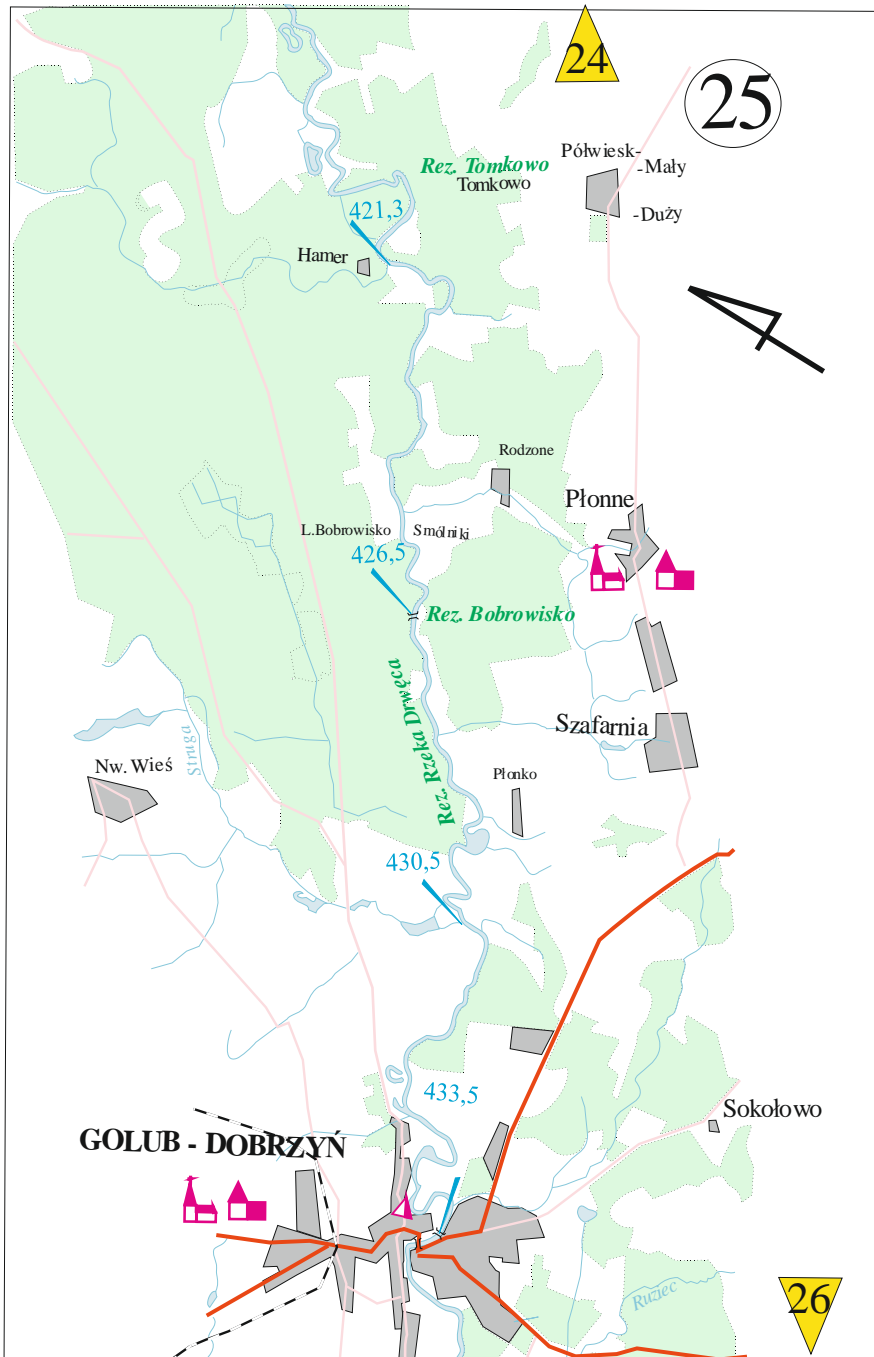 24
25
Półwiesk-
-Mały
-Duży
Rez. Tomkowo
Tomkowo
421,3
Hamer
Rodzone
Płonne
L.Bobrowisko
Smólniki
426,5
Rez. Bobrowisko
Rez. Rzeka Drwęca
Szafarnia
Struga
Nw. Wieś
Płonko
430,5
433,5
Sokołowo
GOLUB - DOBRZYŃ
Ruziec
26